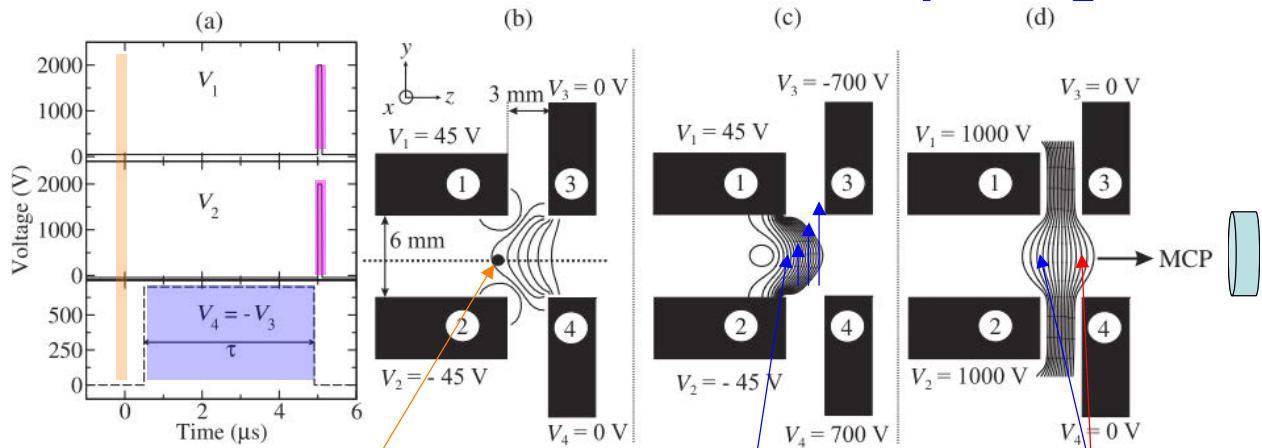 (a)
(b)
(c)
(d)
2000
1000
0
V1
2000
1000
0
V2
500
250
0
V4 = -V3
τ
Voltage (V)
0
2
4
6
Time (μs)
y
x
z
3 mm
V3 = 0 V
V1 = 45 V
1
3
6 mm
2
4
V2 = - 45 V
V4 = 0 V
V3 = -700 V
V1 = 45 V
1
3
2
4
V2 = - 45 V
V4 = 700 V
V3 = 0 V
V1 = 1000 V
1
3
MCP
2
4
V2 = 1000 V
V4 = 0 V